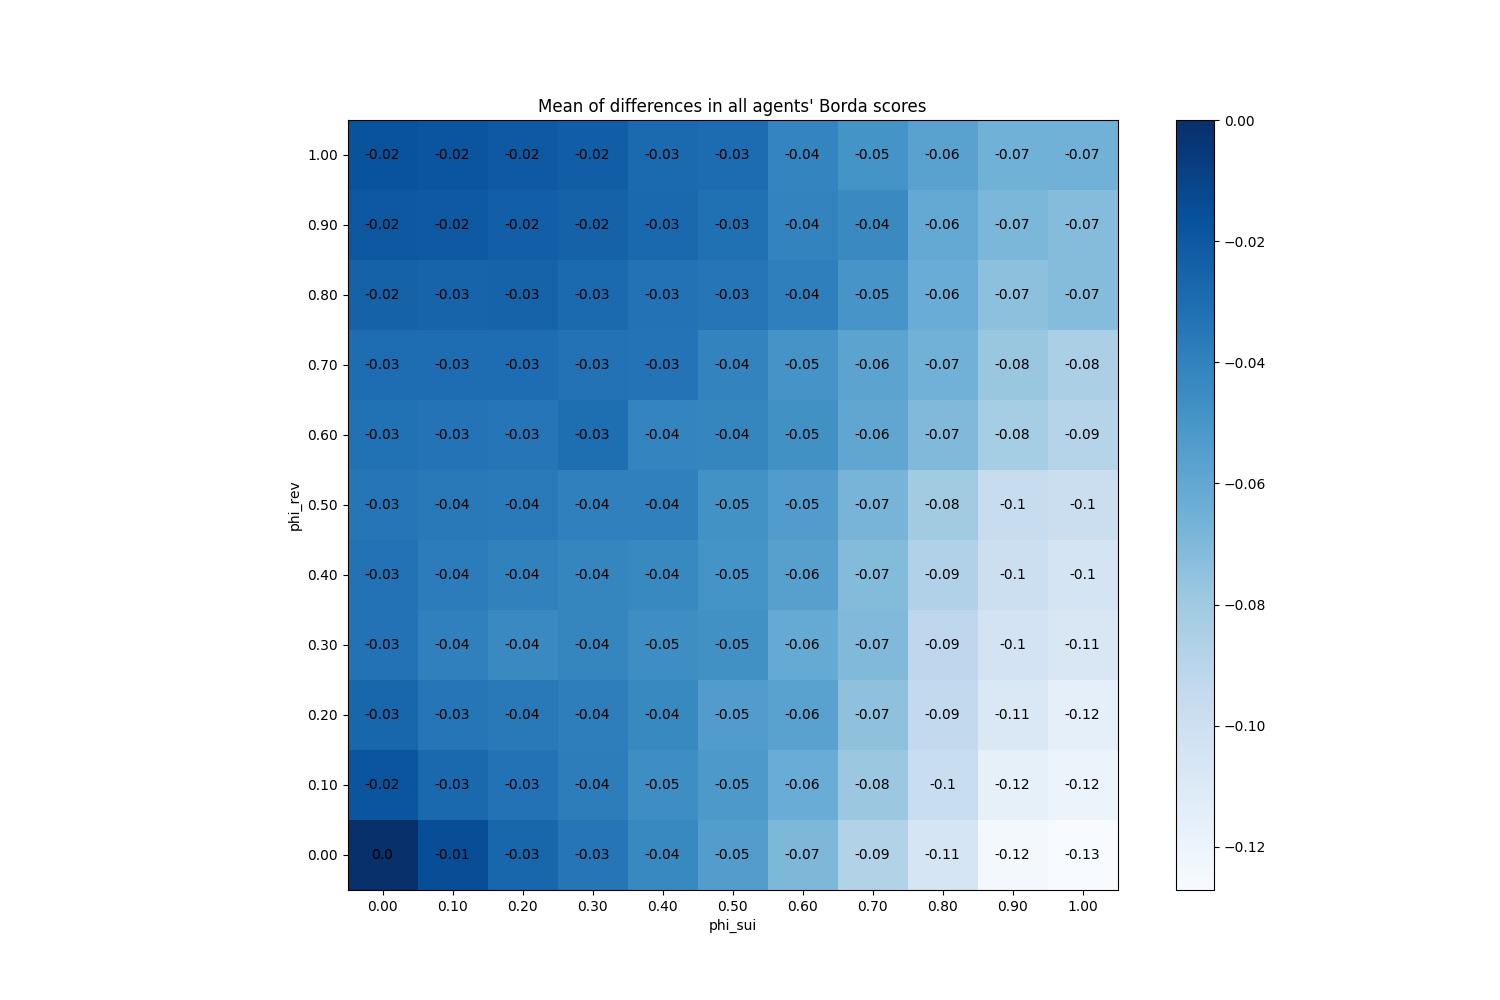 Mean of differences in all agents' Borda scores
1.00 -0.02 -0.02 -0.02 -0.02 -0.03 -0.03 -0.04 -0.05 -0.06 -0.07 -0.07
0.90 -0.02 -0.02 -0.02 -0.02 -0.03 -0.03 -0.04 -0.04 -0.06 -0.07 -0.07
0.80 -0.02 -0.03 -0.03 -0.03 -0.03 -0.03 -0.04 -0.05 -0.06 -0.07 -0.07
0.70 -0.03 -0.03 -0.03 -0.03 -0.03 -0.04 -0.05 -0.06 -0.07 -0.08 -0.08
0.60 -0.03 -0.03 -0.03 -0.03 -0.04 -0.04 -0.05 -0.06 -0.07 -0.08 -0.09
0.50 -0.03 -0.04 -0.04 -0.04 -0.04 -0.05 -0.05 -0.07 -0.08 -0.1 -0.1
0.40 -0.03 -0.04 -0.04 -0.04 -0.04 -0.05 -0.06 -0.07 -0.09 -0.1 -0.1
0.30 -0.03 -0.04 -0.04 -0.04 -0.05 -0.05 -0.06 -0.07 -0.09 -0.1 -0.11
0.20 -0.03 -0.03 -0.04 -0.04 -0.04 -0.05 -0.06 -0.07 -0.09 -0.11 -0.12
0.10 -0.02 -0.03 -0.03 -0.04 -0.05 -0.05 -0.06 -0.08 -0.1 -0.12 -0.12
0.00 0.0 -0.01 -0.03 -0.03 -0.04 -0.05 -0.07 -0.09 -0.11 -0.12 -0.13
0.00 0.10 0.20 0.30 0.40 0.50 0.60 0.70 0.80 0.90 1.00
phi_sui
phi_rev
0.00
−0.02
−0.04
−0.06
−0.08
−0.10
−0.12